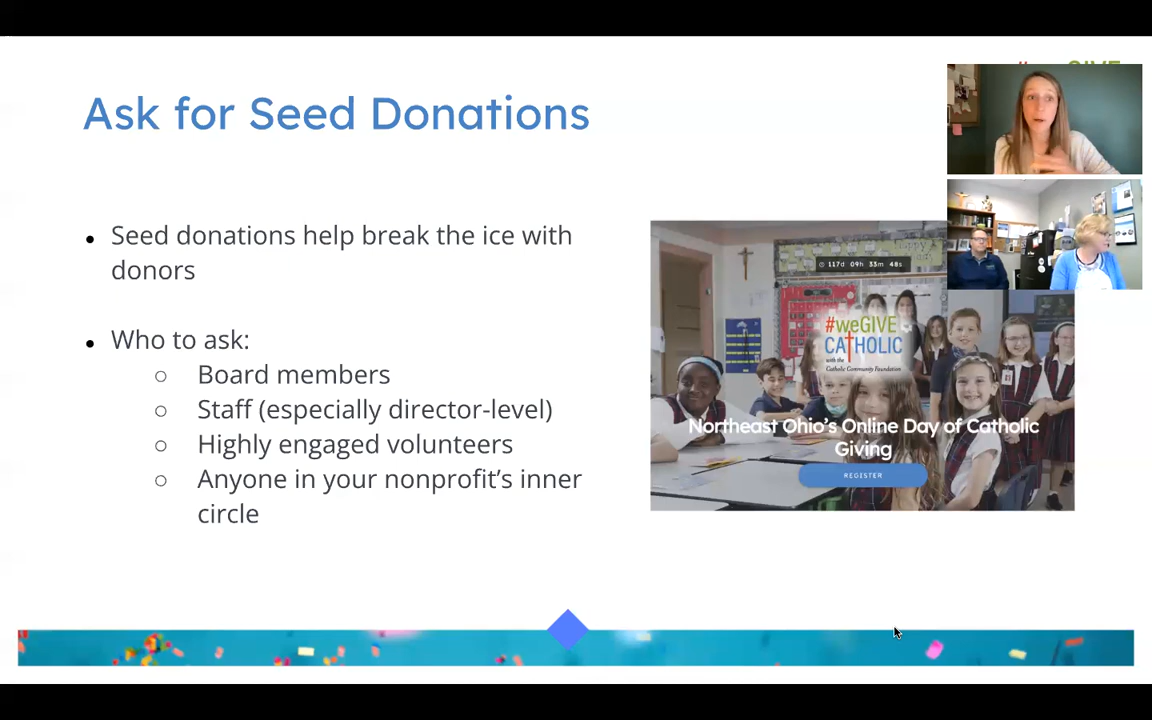 Ask for Seed Donations
● Seed donations help break the ice with
donors
● Who to ask:
○ Board members
○ Staff (especially director-level)
○ Highly engaged volunteers
○ Anyone in your nonprofit's inner
circle
117d 09h 33m 48s
#weGIVE
CATHOLIC
with the
Catholic Community Foundation
Northeast Ohio's Online Day of Catholic
Giving
REGISTER